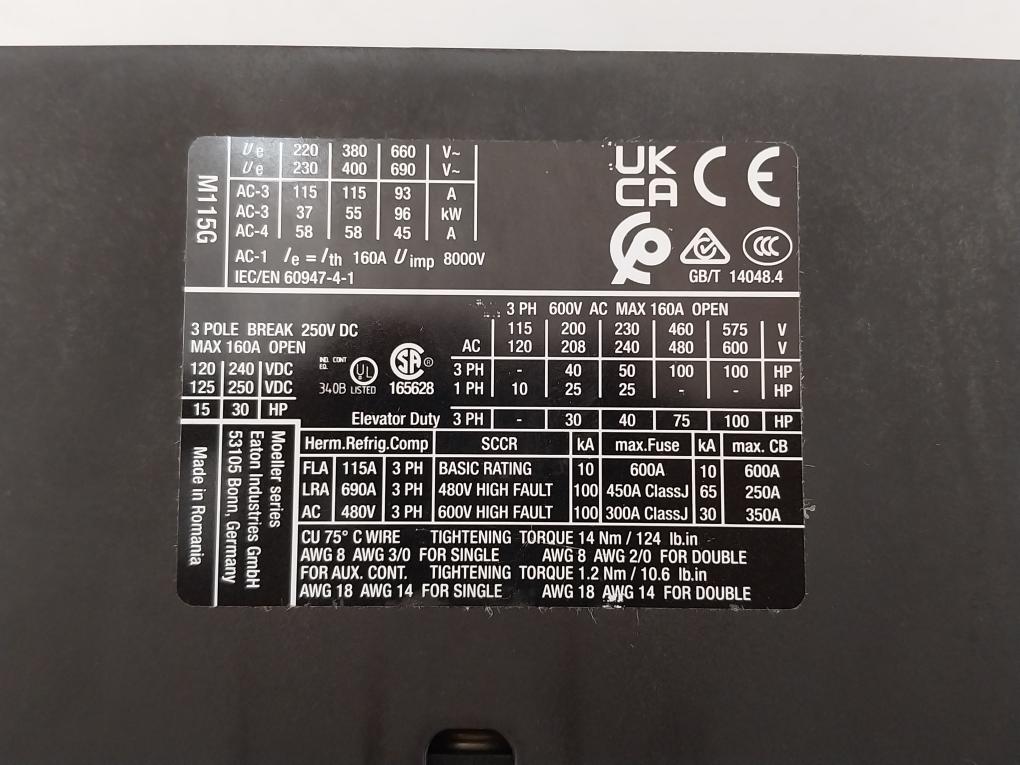 M115G
Ue 220 380 660 V~
Ue 230 400 690 V~
AC-3 115 115 93 A
AC-3 37 55 96 kW
AC-4 58 58 45 A
AC-1 Ie = Ith 160A Uimp 8000V
IEC/EN 60947-4-1
UK
CA
CE
CCC
GB/T 14048.4
3 POLE BREAK 250V DC
MAX 160A OPEN
120 240 VDC
125 250 VDC
15 30 HP
IND. CONT
EQ.
340B
UL
LISTED
SA ®
165628
3 PH 600V AC MAX 160A OPEN
115 200 230 460 575 V
AC 120 208 240 480 600 V
3 PH - 40 50 100 100 HP
1 PH 10 25 25 - - HP
Elevator Duty 3 PH - 30 40 75 100 HP
Herm.Refrig.Comp SCCR kA max.Fuse kA max. CB
FLA 115A 3 PH BASIC RATING 10 600A 10 600A
LRA 690A 3 PH 480V HIGH FAULT 100 450A ClassJ 65 250A
AC 480V 3 PH 600V HIGH FAULT 100 300A ClassJ 30 350A
CU 75° C WIRE TIGHTENING TORQUE 14 Nm / 124 lb.in
AWG 8 AWG 3/0 FOR SINGLE AWG 8 AWG 2/0 FOR DOUBLE
FOR AUX. CONT. TIGHTENING TORQUE 1.2 Nm / 10.6 lb.in
AWG 18 AWG 14 FOR SINGLE AWG 18 AWG 14 FOR DOUBLE
Moeller series
Eaton Industries GmbH
53105 Bonn, Germany
Made in Romania